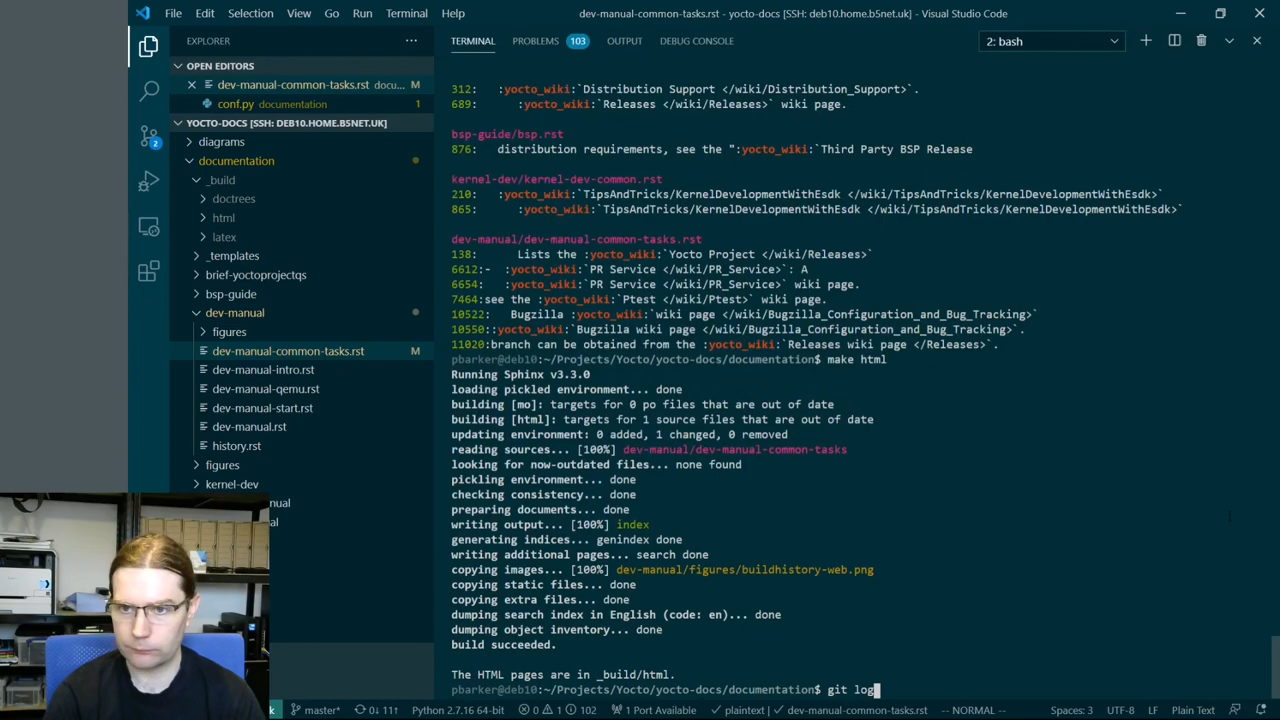 File Edit Selection View Go Run Terminal Help
dev-manual-common-tasks.rst - yocto-docs [SSH: deb10.home.b5net.uk] - Visual Studio Code
EXPLORER
OPEN EDITORS
dev-manual-common-tasks.rst docu... M
conf.py documentation 1
YOCTO-DOCS [SSH: DEB10.HOME.B5NET.UK]
diagrams
documentation
_build
doctrees
html
latex
_templates
brief-yoctoprojectqs
bsp-guide
dev-manual
figures
dev-manual-common-tasks.rst M
dev-manual-intro.rst
dev-manual-qemu.rst
dev-manual-start.rst
dev-manual.rst
history.rst
figures
kernel-dev
2
TERMINAL PROBLEMS 103 OUTPUT DEBUG CONSOLE
2: bash
312: :yocto_wiki:`Distribution Support </wiki/Distribution_Support>`.
689: :yocto_wiki:`Releases </wiki/Releases>` wiki page.
bsp-guide/bsp.rst
876: distribution requirements, see the ":yocto_wiki:`Third Party BSP Release
kernel-dev/kernel-dev-common.rst
210: :yocto_wiki:`TipsAndTricks/KernelDevelopmentWithEsdk </wiki/TipsAndTricks/KernelDevelopmentWithEsdk>`
865: :yocto_wiki:`TipsAndTricks/KernelDevelopmentWithEsdk </wiki/TipsAndTricks/KernelDevelopmentWithEsdk>`
dev-manual/dev-manual-common-tasks.rst
138: Lists the :yocto_wiki:`Yocto Project </wiki/Releases>`
6612:- :yocto_wiki:`PR Service </wiki/PR_Service>`: A
6654: :yocto_wiki:`PR Service </wiki/PR_Service>` wiki page.
7464:see the :yocto_wiki:`Ptest </wiki/Ptest>` wiki page.
10522: Bugzilla :yocto_wiki:`wiki page </wiki/Bugzilla_Configuration_and_Bug_Tracking>`
10550::yocto_wiki:`Bugzilla wiki page </wiki/Bugzilla_Configuration_and_Bug_Tracking>`.
11020:branch can be obtained from the :yocto_wiki:`Releases wiki page </Releases>`.
pbarker@deb10:~/Projects/Yocto/yocto-docs/documentation$ make html
Running Sphinx v3.3.0
loading pickled environment... done
building [mo]: targets for 0 po files that are out of date
building [html]: targets for 1 source files that are out of date
updating environment: 0 added, 1 changed, 0 removed
reading sources... [100%] dev-manual/dev-manual-common-tasks
looking for now-outdated files... none found
pickling environment... done
checking consistency... done
preparing documents... done
writing output... [100%] index
generating indices... genindex done
writing additional pages... search done
copying images... [100%] dev-manual/figures/buildhistory-web.png
copying static files... done
copying extra files... done
dumping search index in English (code: en)... done
dumping object inventory... done
build succeeded.
The HTML pages are in _build/html.
pbarker@deb10:~/Projects/Yocto/yocto-docs/documentation$ git log
master* 0↓ 11↑ Python 2.7.16 64-bit 0 1 102 1 Port Available plaintext | dev-manual-common-tasks.rst -- NORMAL -- Spaces: 3 UTF-8 LF Plain Text